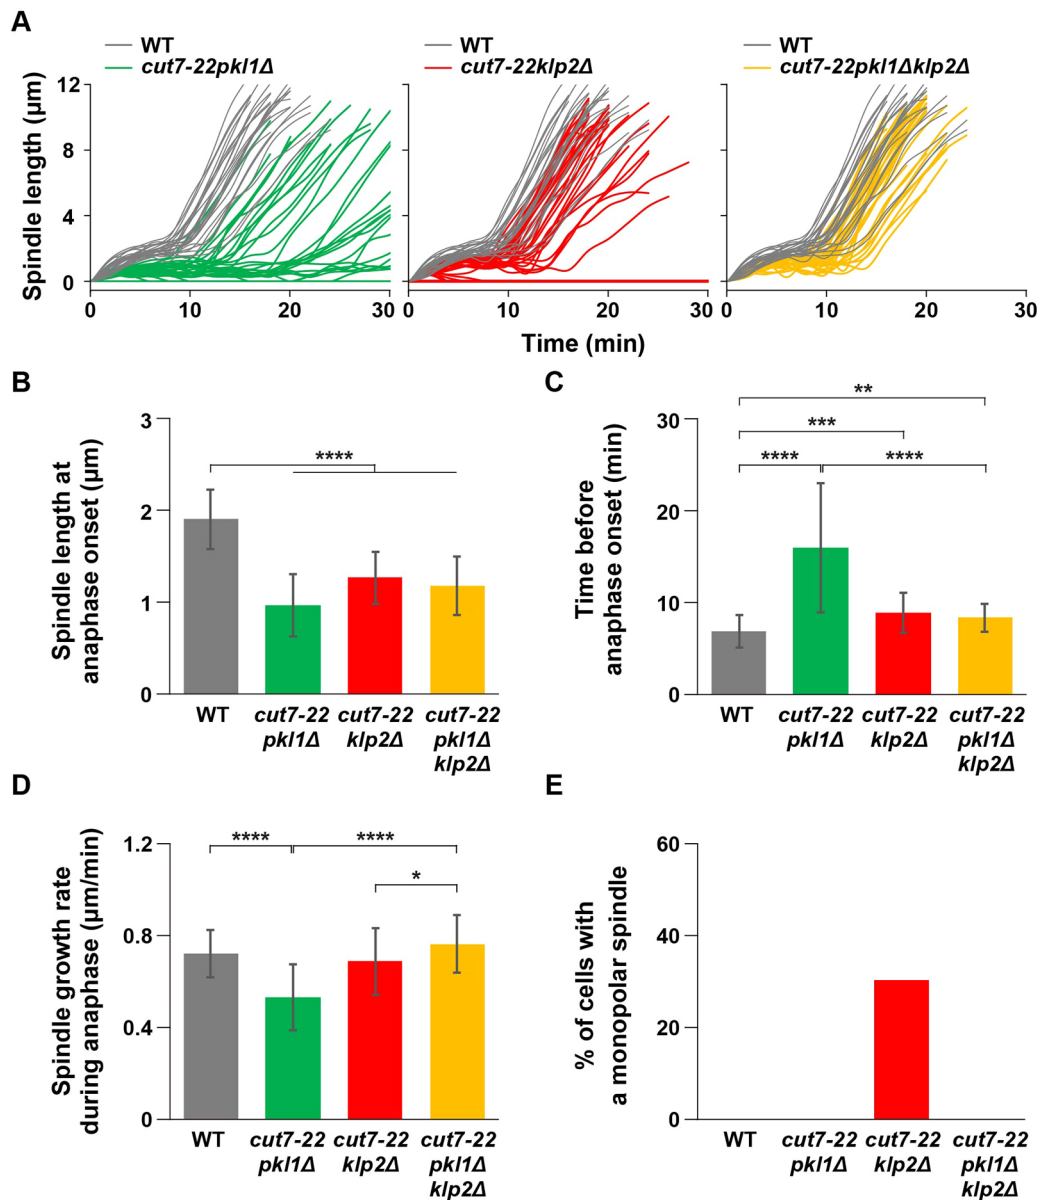 A
WT
cut7-22pkl1Δ
WT
cut7-22klp2Δ
WT
cut7-22pkl1Δklp2Δ
Spindle length (µm)
12
8
4
0
0 10 20 30
0 10 20 30
0 10 20 30
Time (min)
B
Spindle length at
anaphase onset (µm)
3
2
1
0
****
WT
cut7-22
pkl1Δ
cut7-22
klp2Δ
cut7-22
pkl1Δ
klp2Δ
C
Time before
anaphase onset (min)
30
20
10
0
**
***
**** ****
WT
cut7-22
pkl1Δ
cut7-22
klp2Δ
cut7-22
pkl1Δ
klp2Δ
D
Spindle growth rate
during anaphase (µm/min)
1.2
0.8
0.4
0
**** ****
*
WT
cut7-22
pkl1Δ
cut7-22
klp2Δ
cut7-22
pkl1Δ
klp2Δ
E
% of cells with
a monopolar spindle
60
40
20
0
WT
cut7-22
pkl1Δ
cut7-22
klp2Δ
cut7-22
pkl1Δ
klp2Δ